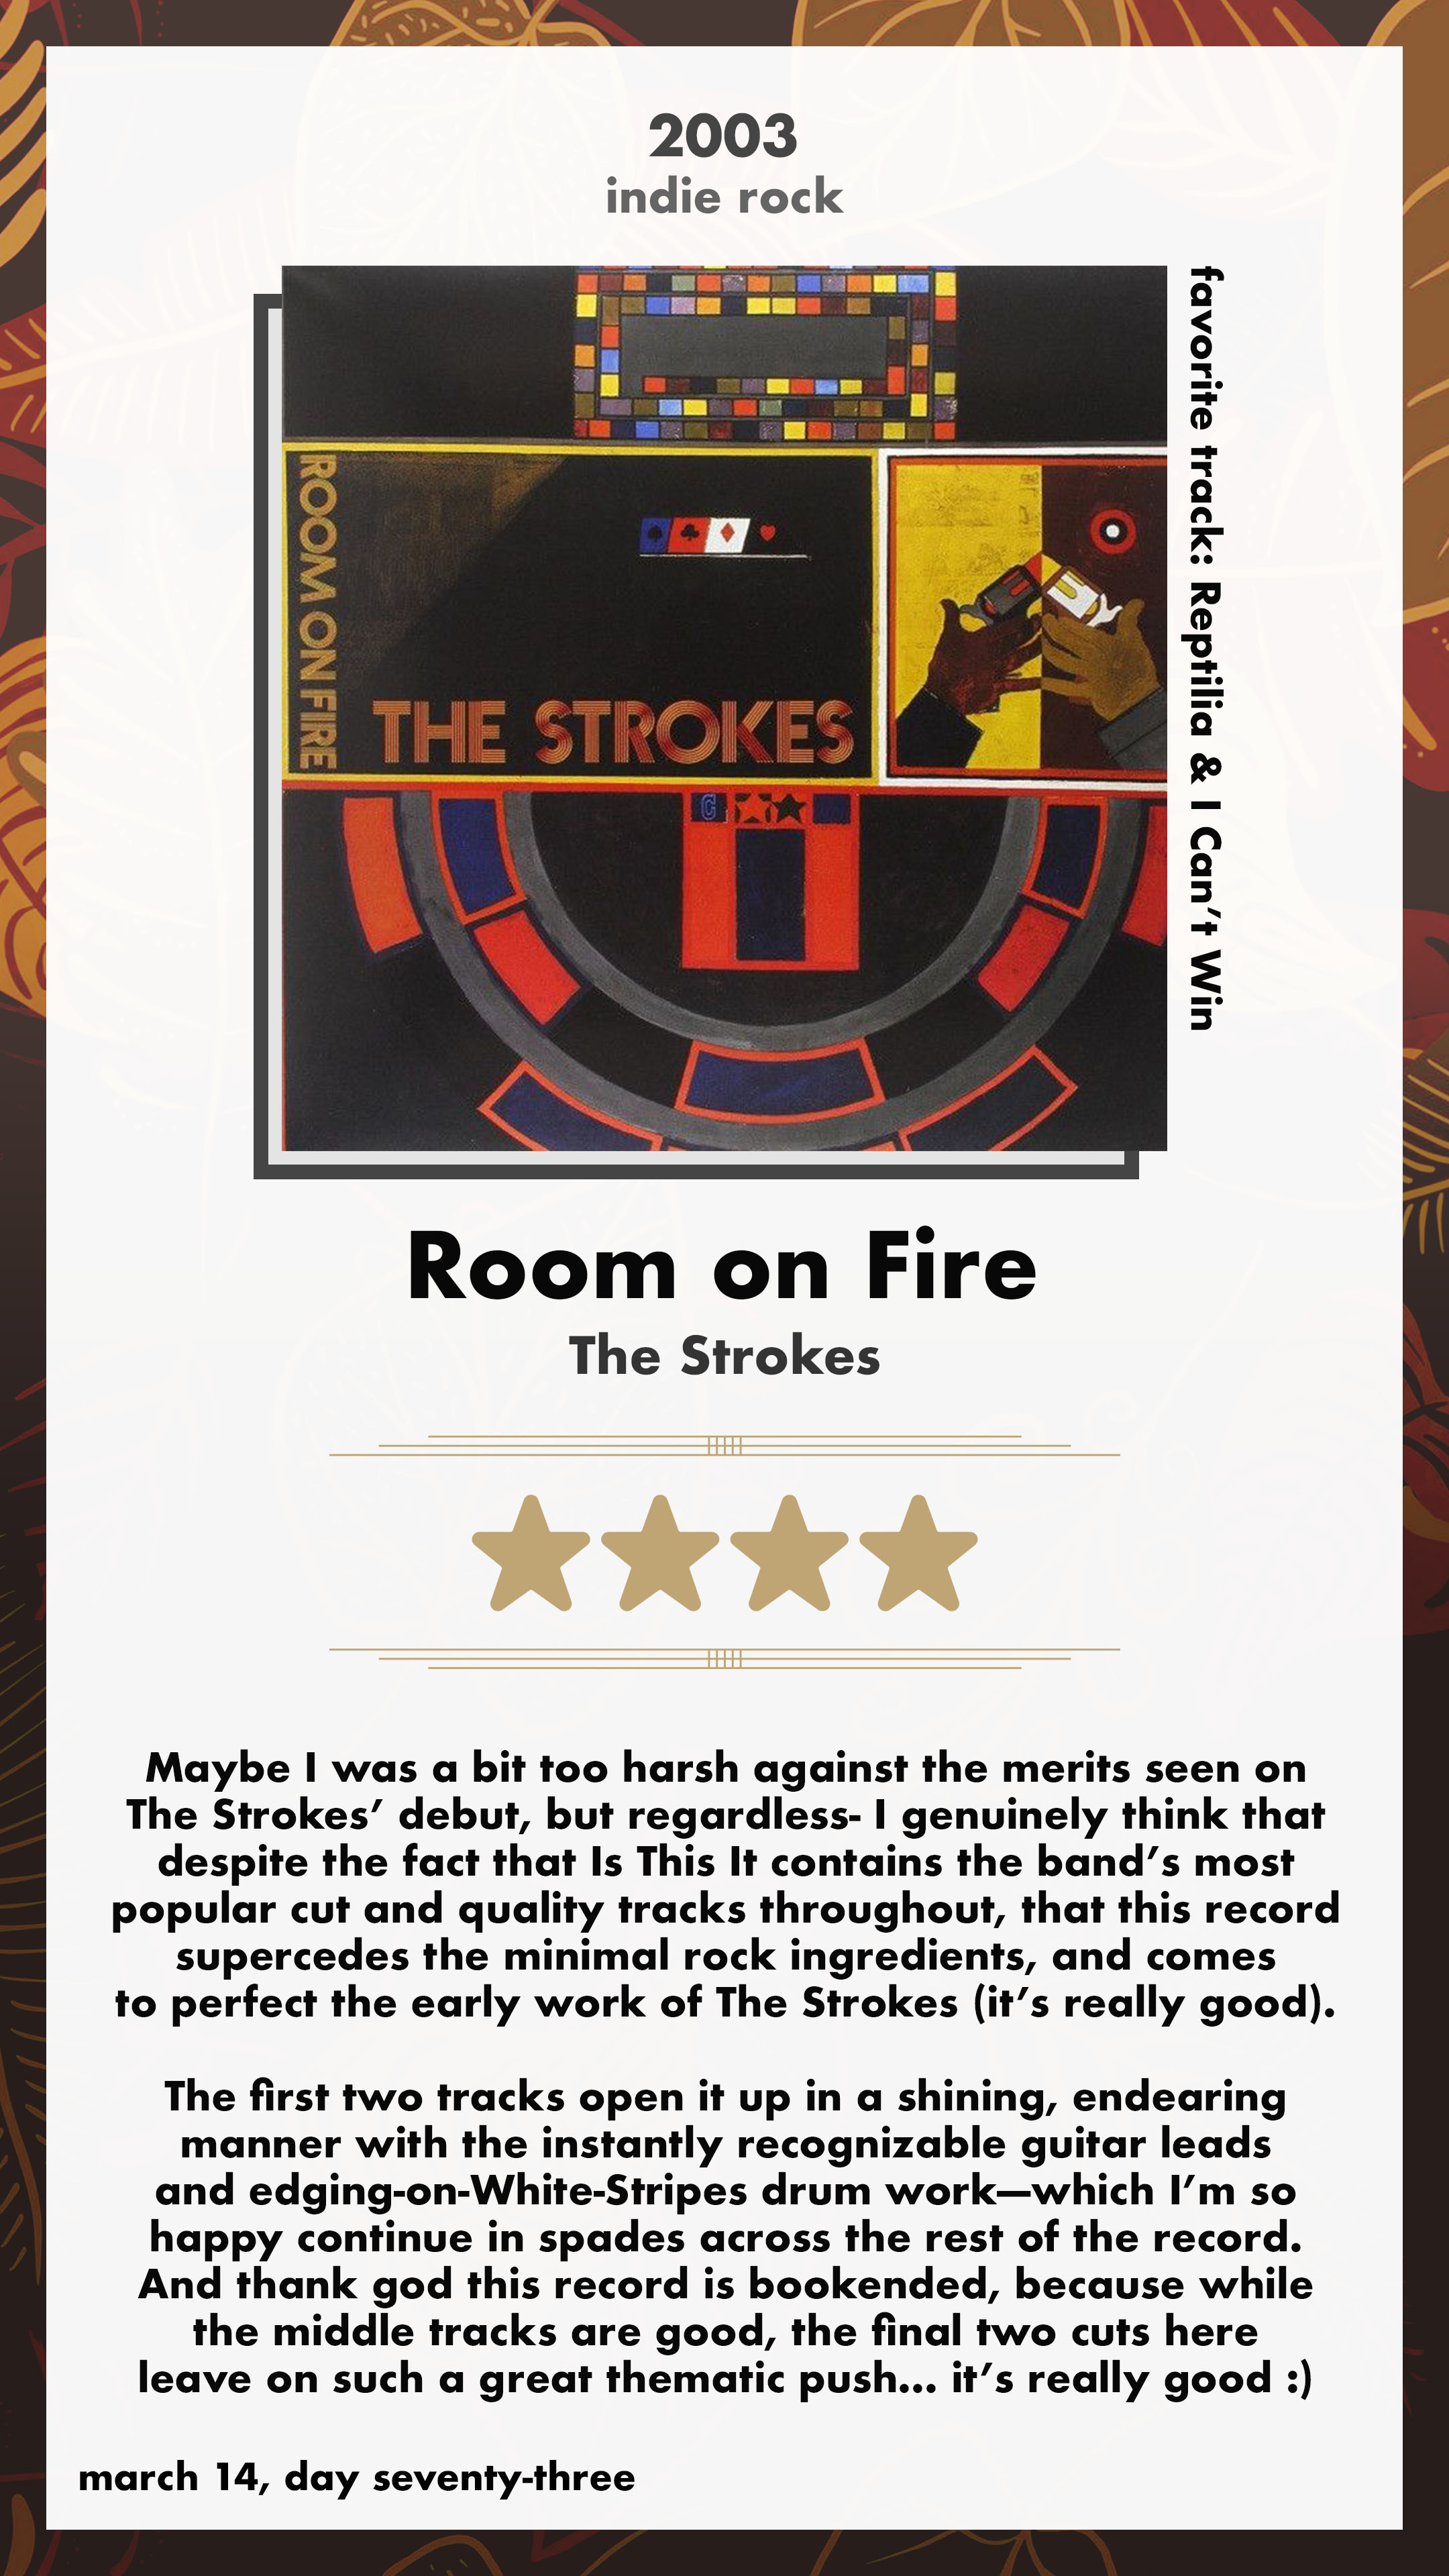 2003
indie rock
favorite track: Reptilia & I Can’t Win
ROOM ON FIRE
THE STROKES
C
Room on Fire
The Strokes
Maybe I was a bit too harsh against the merits seen on
The Strokes’ debut, but regardless- I genuinely think that
despite the fact that Is This It contains the band’s most
popular cut and quality tracks throughout, that this record
supercedes the minimal rock ingredients, and comes
to perfect the early work of The Strokes (it’s really good).
The first two tracks open it up in a shining, endearing
manner with the instantly recognizable guitar leads
and edging-on-White-Stripes drum work—which I’m so
happy continue in spades across the rest of the record.
And thank god this record is bookended, because while
the middle tracks are good, the final two cuts here
leave on such a great thematic push... it’s really good :)
march 14, day seventy-three